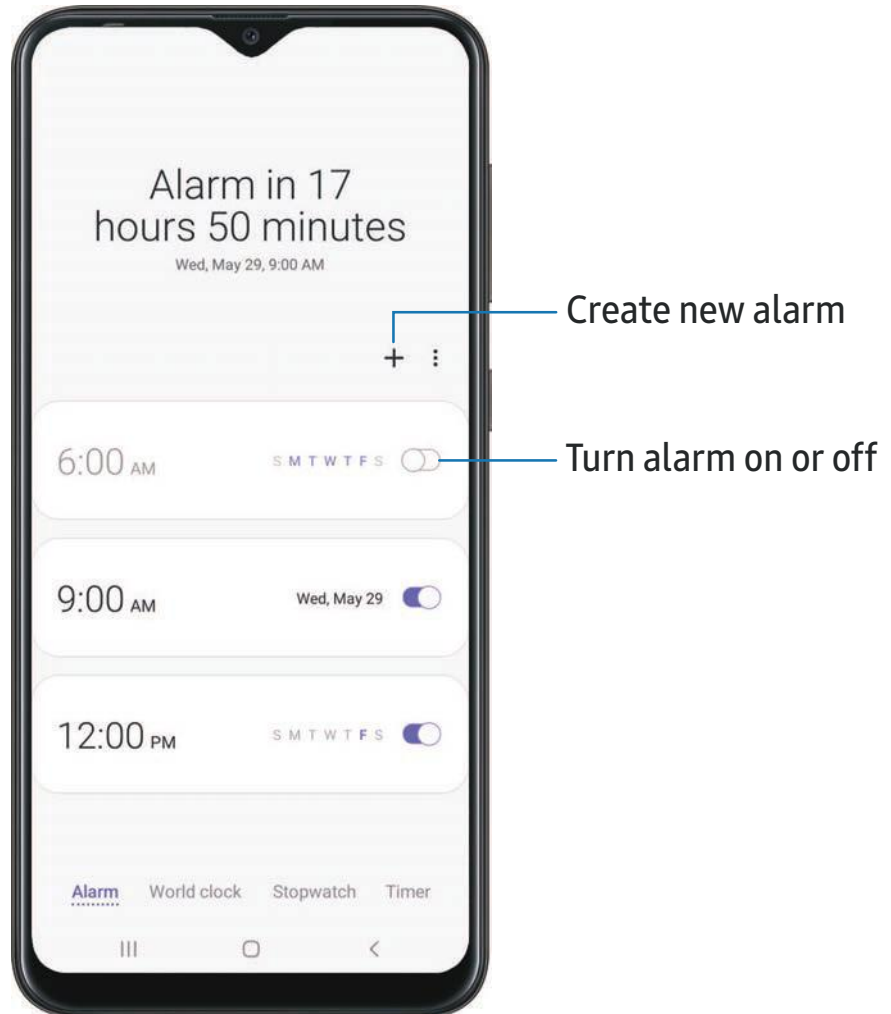 Alarm in 17
hours 50 minutes
Wed, May 29, 9:00 AM
Create new alarm
6:00 AM S M T W T F S
Turn alarm on or off
9:00 AM Wed, May 29
12:00 PM S M T W T F S
Alarm World clock Stopwatch Timer